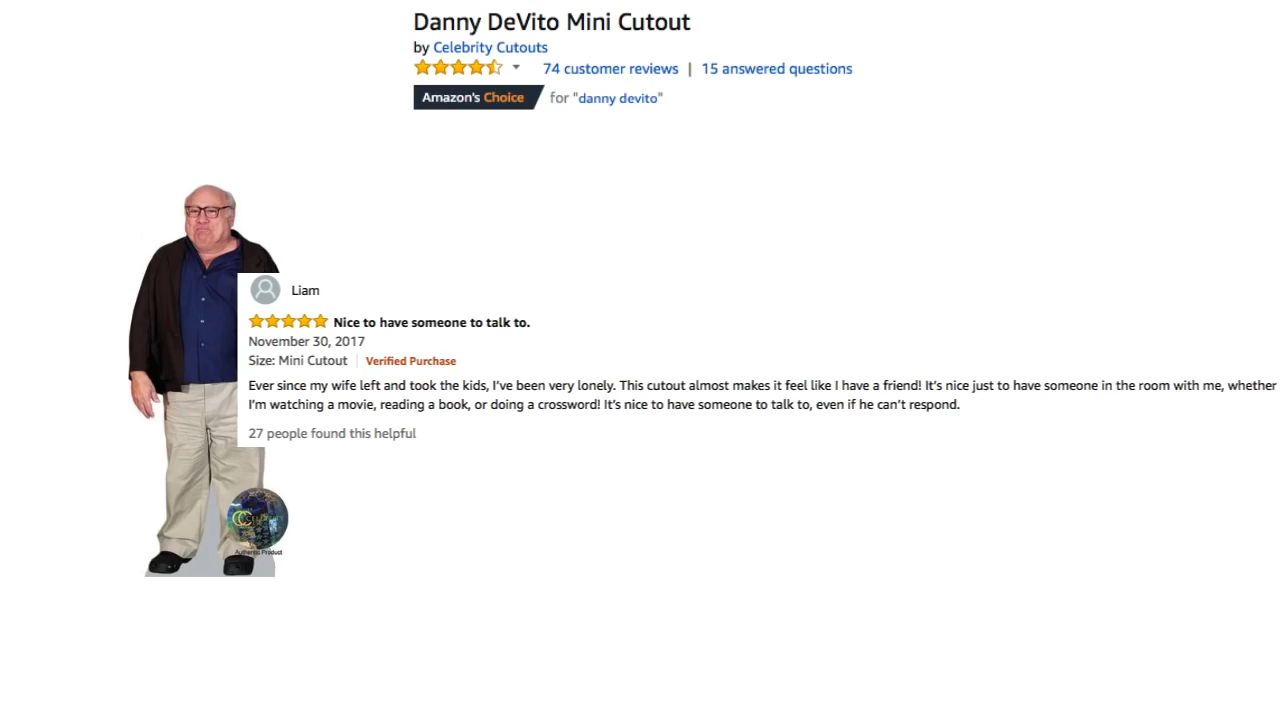 Danny DeVito Mini Cutout
by Celebrity Cutouts
74 customer reviews | 15 answered questions
Amazon's Choice for "danny devito"
Liam
Nice to have someone to talk to.
November 30, 2017
Size: Mini Cutout | Verified Purchase
Ever since my wife left and took the kids, I've been very lonely. This cutout almost makes it feel like I have a friend! It's nice just to have someone in the room with me, whether
I'm watching a movie, reading a book, or doing a crossword! It's nice to have someone to talk to, even if he can't respond.
27 people found this helpful
Authentic Product